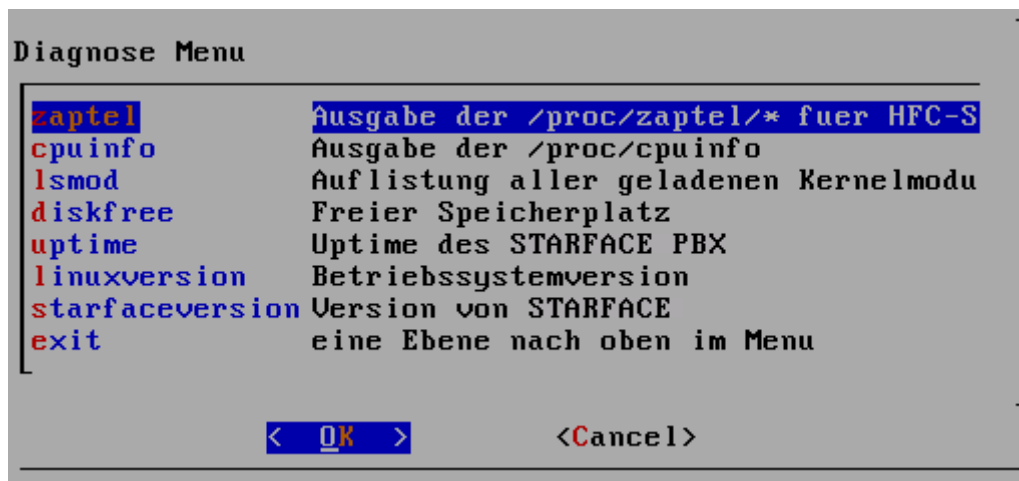 Diagnose Menu
zaptel Ausgabe der /proc/zaptel/* fuer HFC-S
cpuinfo Ausgabe der /proc/cpuinfo
lsmod Auflistung aller geladenen Kernelmodu
diskfree Freier Speicherplatz
uptime Uptime des STARFACE PBX
linuxversion Betriebssystemversion
starfaceversion Version von STARFACE
exit eine Ebene nach oben im Menu
< OK > <Cancel>